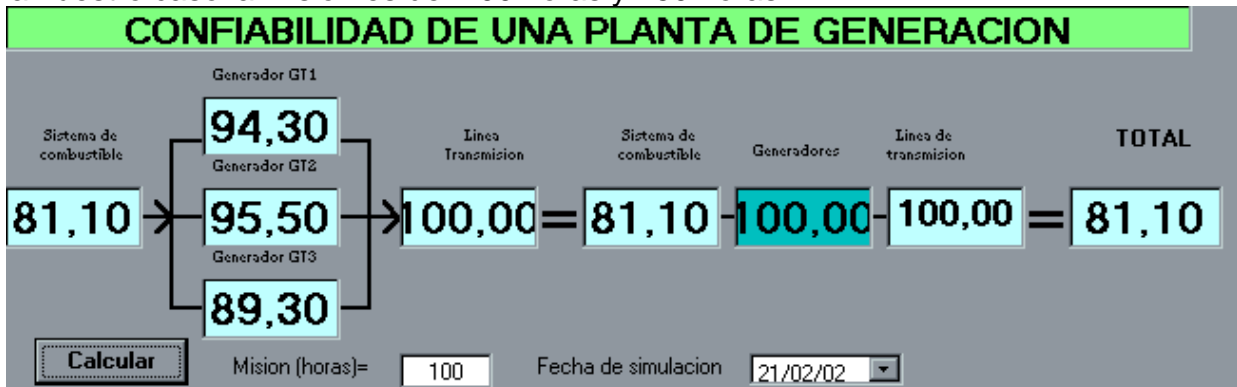 CONFIABILIDAD DE UNA PLANTA DE GENERACION
Generador GT1
94,30
Sistema de combustible
81,10
Generador GT2
95,50
Generador GT3
89,30
Linea Transmision
100,00
=
Sistema de combustible
81,10
-
Generadores
100,00
-
Linea de transmision
100,00
=
TOTAL
81,10
Calcular
Mision (horas)= 100
Fecha de simulacion 21/02/02